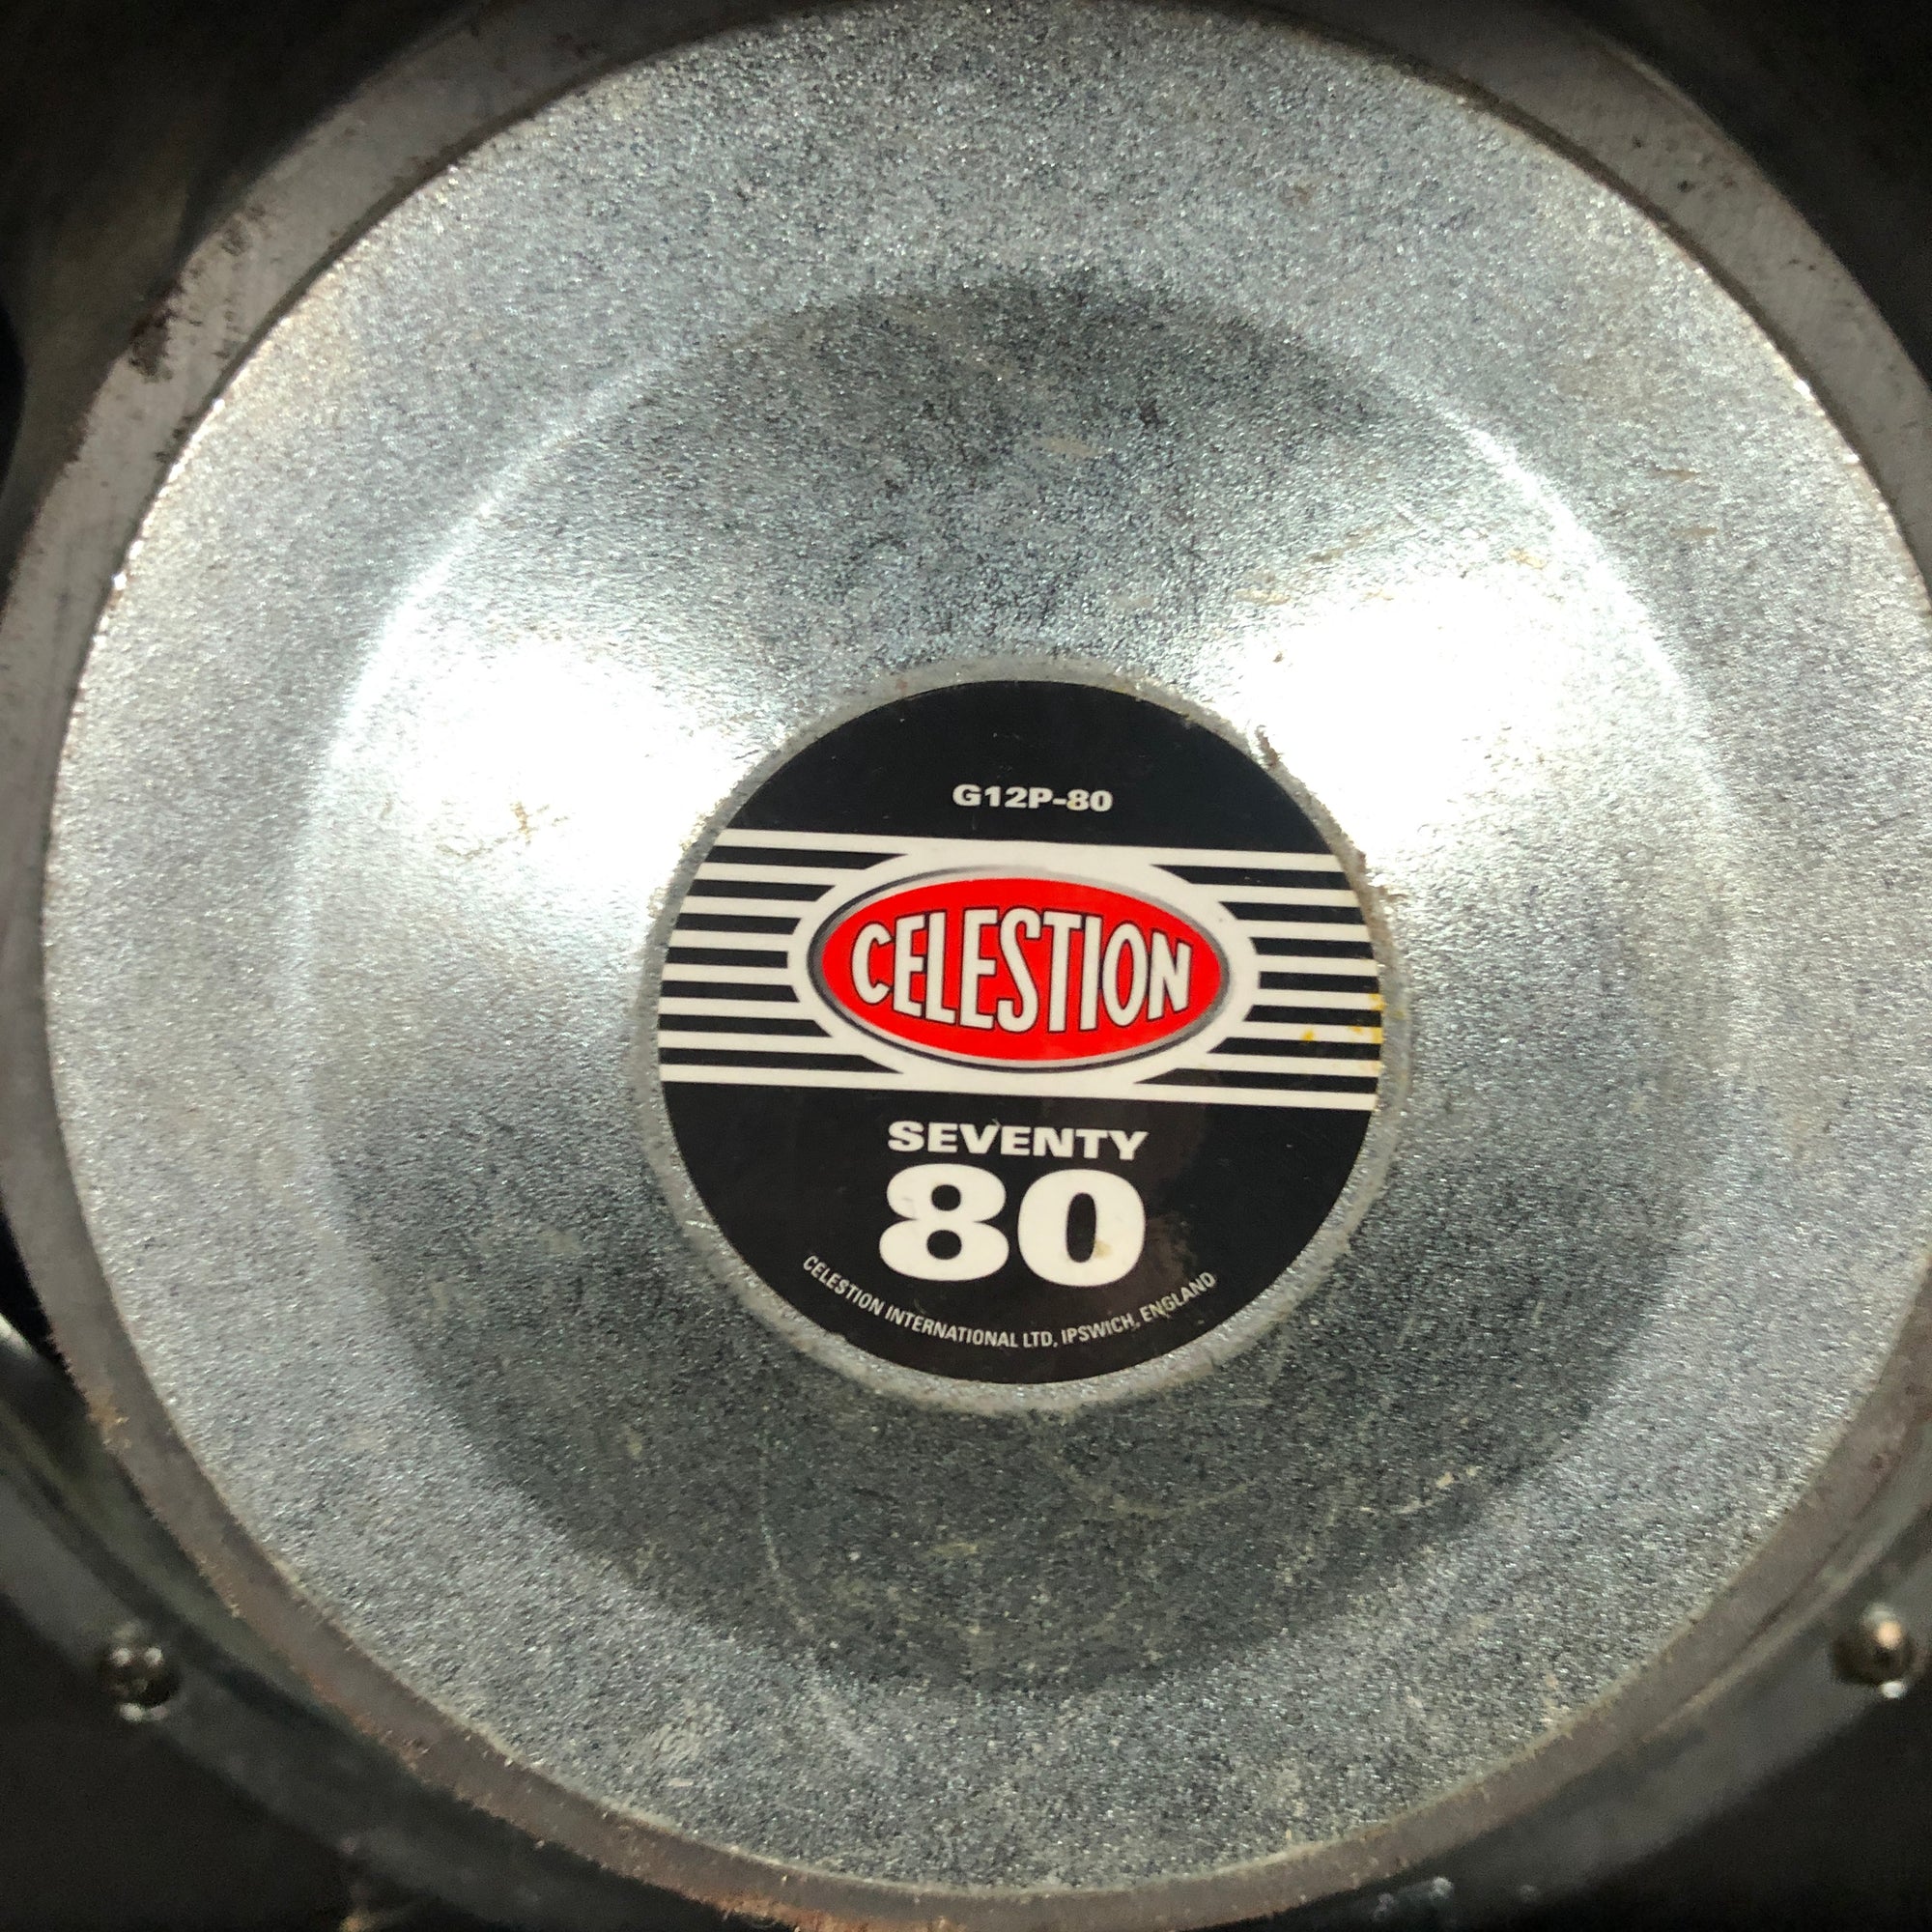 G12P-80
CELESTION
SEVENTY
80
CELESTION INTERNATIONAL LTD, IPSWICH, ENGLAND